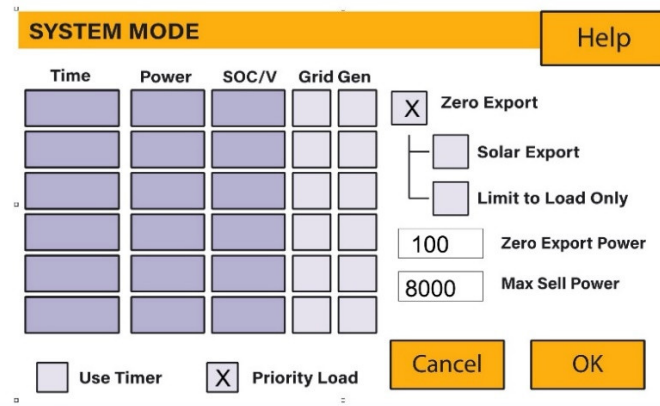 SYSTEM MODE
Help
Time Power SOC/V Grid Gen
X Zero Export
Solar Export
Limit to Load Only
100 Zero Export Power
8000 Max Sell Power
Use Timer X Priority Load
Cancel OK